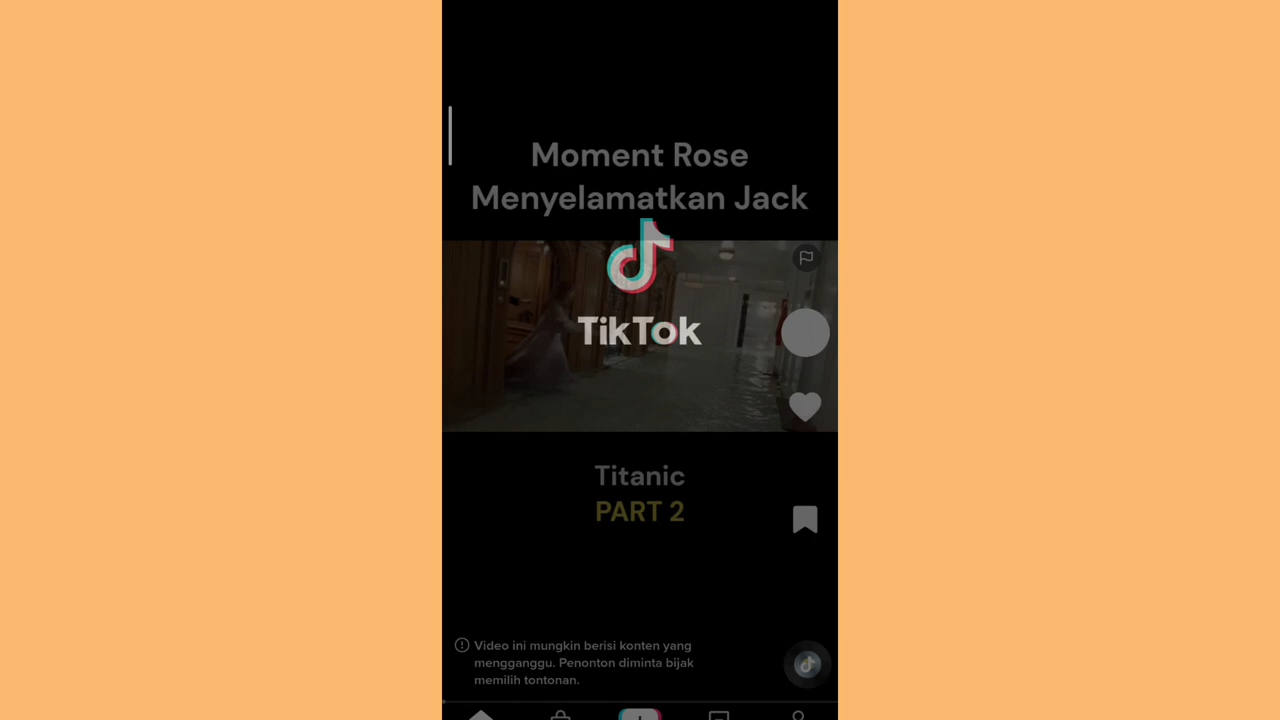 Moment Rose
Menyelamatkan Jack
TikTok
Titanic
PART 2
Video ini mungkin berisi konten yang
mengganggu. Penonton diminta bijak
memilih tontonan.